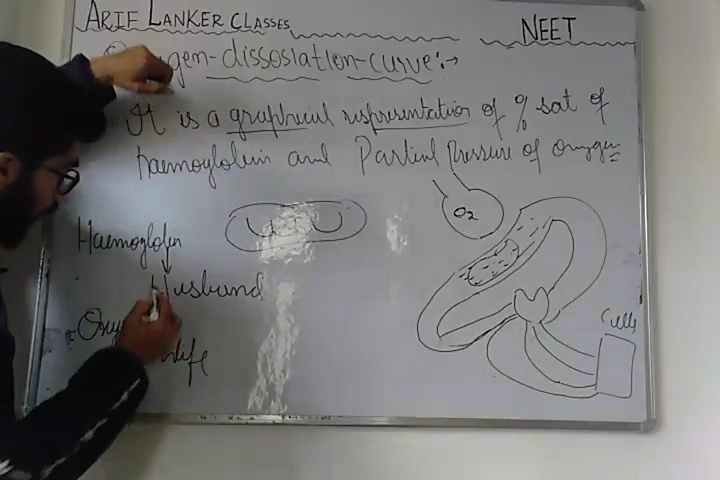 ARIF LANKER CLASSES
NEET
gen-dissosiation-curve:→
It is a graphical representation of % sat of
haemoglobin and Partial Pressure of Oxygen
O2
Haemoglobin
Husband
Oxy
wife
Cells